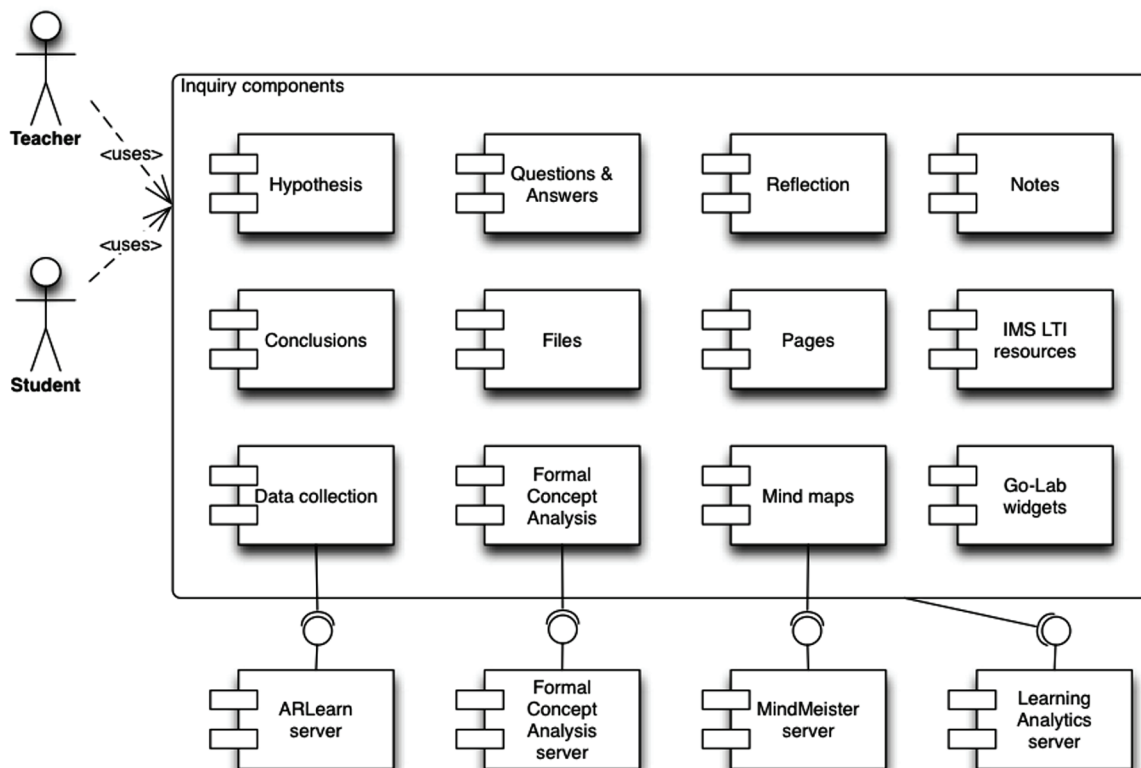 Teacher
<uses>
<uses>
Student
Inquiry components
Hypothesis
Questions &
Answers
Reflection
Notes
Conclusions
Files
Pages
IMS LTI
resources
Data collection
Formal
Concept
Analysis
Mind maps
Go-Lab
widgets
ARLearn
server
Formal
Concept
Analysis
server
MindMeister
server
Learning
Analytics
server